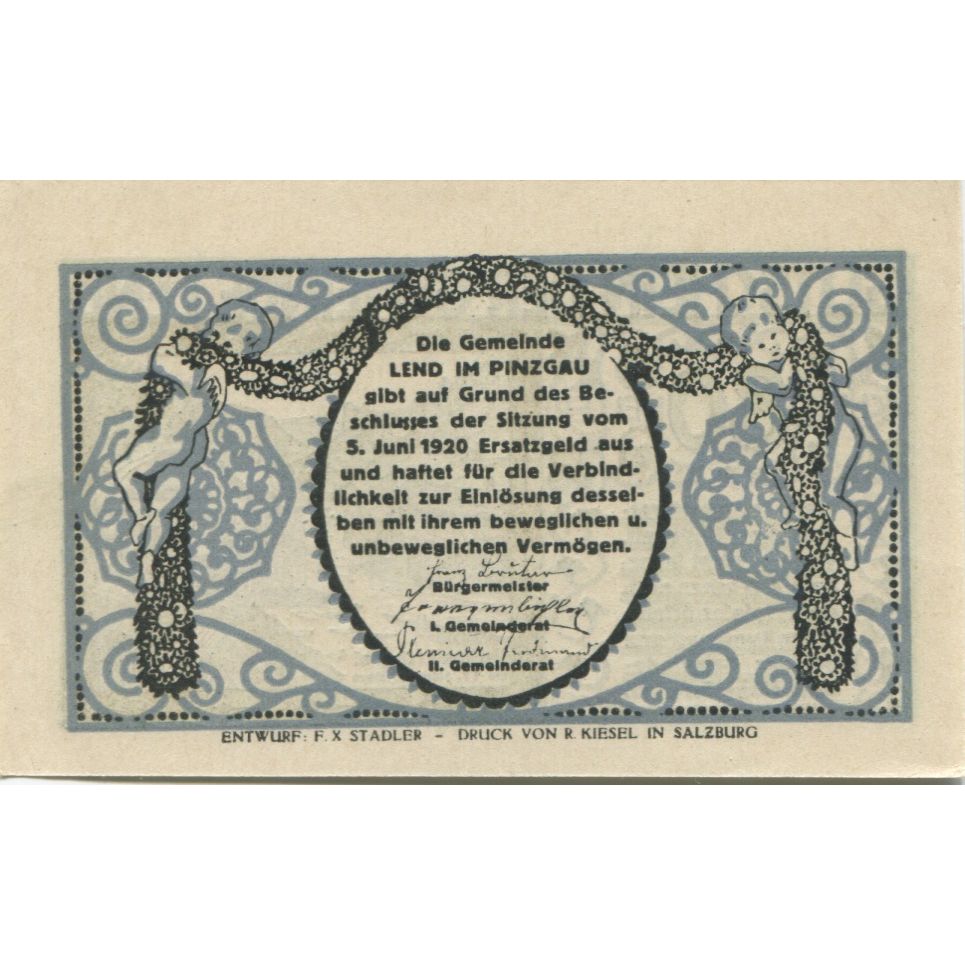 Die Gemeinde
LEND IM PINZGAU
gibt auf Grund des Be-
schlusses der Sitzung vom
5. Juni 1920 Ersatzgeld aus
und haftet für die Verbind-
lichkeit zur Einlösung dessel-
ben mit ihrem beweglichen u.
unbeweglichen Vermögen.
Franz
Bürgermeister
I. Gemeinderat
Ferdinand
II. Gemeinderat
ENTWURF: F. X STADLER - DRUCK VON R. KIESEL IN SALZBURG